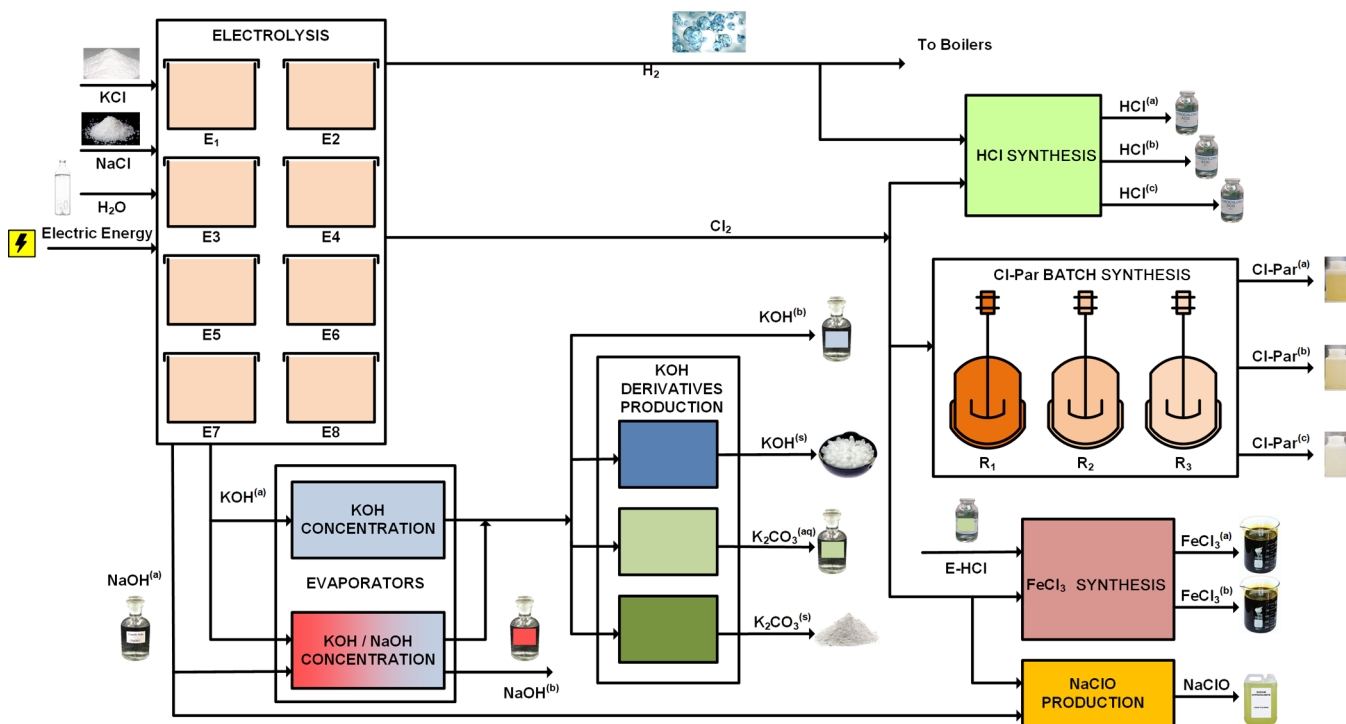 ELECTROLYSIS
KCl
NaCl
H₂O
Electric Energy
E₁
E2
E3
E4
E5
E6
E7
E8
H₂
To Boilers
HCl SYNTHESIS
HCl⁽ᵃ⁾
HCl⁽ᵇ⁾
HCl⁽ᶜ⁾
Cl₂
Cl-Par BATCH SYNTHESIS
R₁
R₂
R₃
Cl-Par⁽ᵃ⁾
Cl-Par⁽ᵇ⁾
Cl-Par⁽ᶜ⁾
KOH⁽ᵇ⁾
KOH
DERIVATIVES
PRODUCTION
KOH⁽ˢ⁾
K₂CO₃⁽ᵃq⁾
K₂CO₃⁽ˢ⁾
KOH⁽ᵃ⁾
KOH
CONCENTRATION
EVAPORATORS
KOH / NaOH
CONCENTRATION
NaOH⁽ᵃ⁾
NaOH⁽ᵇ⁾
E-HCl
FeCl₃ SYNTHESIS
FeCl₃⁽ᵃ⁾
FeCl₃⁽ᵇ⁾
NaClO
PRODUCTION
NaClO